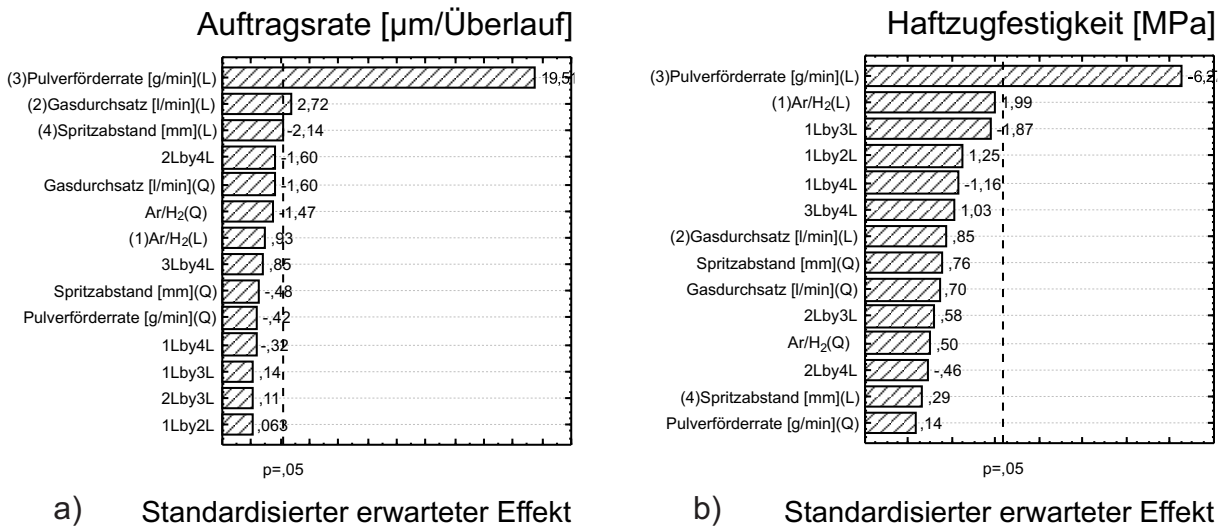 Auftragsrate [µm/Überlauf]
(3)Pulverförderrate [g/min](L)
19,51
(2)Gasdurchsatz [l/min](L)
2,72
(4)Spritzabstand [mm](L)
-2,14
2Lby4L
-1,60
Gasdurchsatz [l/min](Q)
-1,60
Ar/H₂(Q)
-1,47
(1)Ar/H₂(L)
,93
3Lby4L
,85
Spritzabstand [mm](Q)
-,48
Pulverförderrate [g/min](Q)
-,42
1Lby4L
-,32
1Lby3L
,14
2Lby3L
,11
1Lby2L
,063
p=,05
a)
Standardisierter erwarteter Effekt
Haftzugfestigkeit [MPa]
(3)Pulverförderrate [g/min](L)
(1)Ar/H₂(L)
1,99
1Lby3L
-1,87
1Lby2L
1,25
1Lby4L
-1,16
3Lby4L
1,03
(2)Gasdurchsatz [l/min](L)
,85
Spritzabstand [mm](Q)
,76
Gasdurchsatz [l/min](Q)
,70
2Lby3L
,58
Ar/H₂(Q)
,50
2Lby4L
-,46
(4)Spritzabstand [mm](L)
,29
Pulverförderrate [g/min](Q)
,14
p=,05
b)
Standardisierter erwarteter Effekt